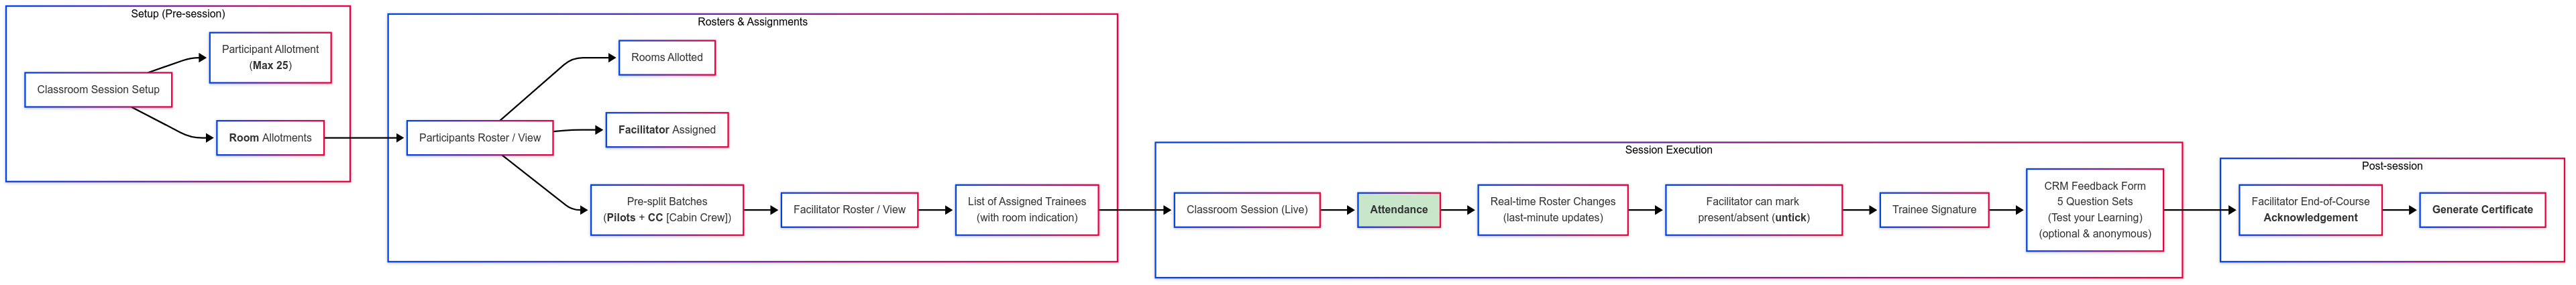 Setup (Pre-session)
Participant Allotment
(Max 25)
Classroom Session Setup
Room Allotments
Rosters & Assignments
Rooms Allotted
Participants Roster / View
Facilitator Assigned
Pre-split Batches
(Pilots + CC [Cabin Crew])
Facilitator Roster / View
List of Assigned Trainees
(with room indication)
Session Execution
Classroom Session (Live)
Attendance
Real-time Roster Changes
(last-minute updates)
Facilitator can mark
present/absent (untick)
Trainee Signature
CRM Feedback Form
5 Question Sets
(Test your Learning)
(optional & anonymous)
Post-session
Facilitator End-of-Course
Acknowledgement
Generate Certificate